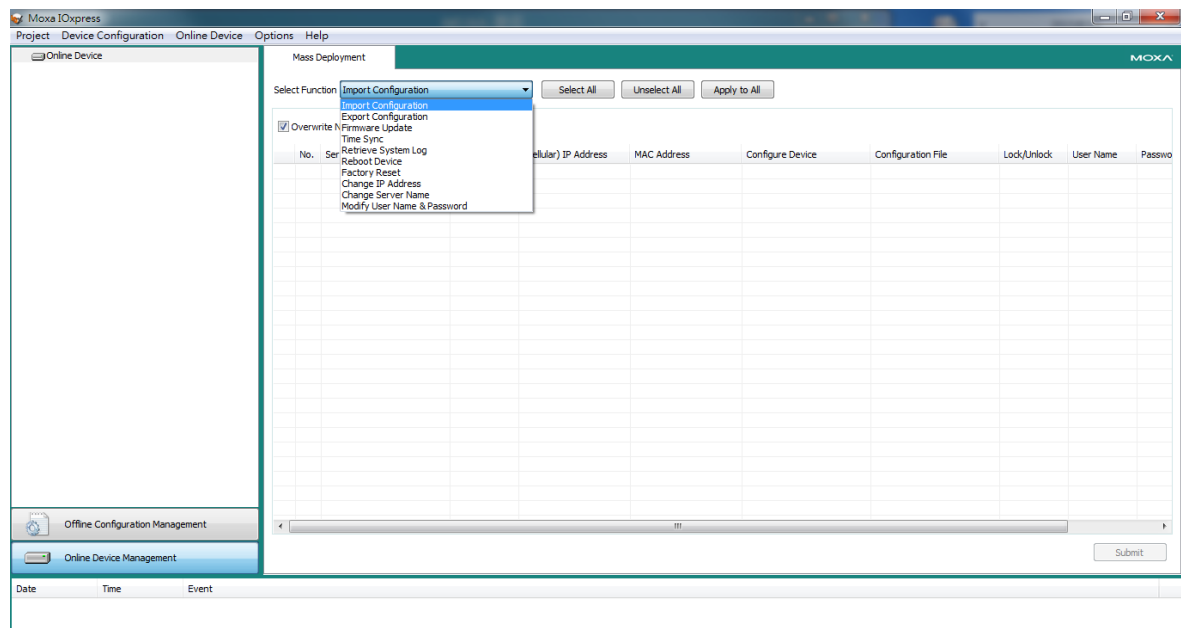 Moxa IOxpress
Project Device Configuration Online Device Options Help
Online Device
Mass Deployment
MOXA
Select Function Import Configuration Select All Unselect All Apply to All
Import Configuration
Export Configuration
Overwrite
Firmware Update
Time Sync
Retrieve System Log
Reboot Device
Factory Reset
Change IP Address
Change Server Name
Modify User Name & Password
No. Ser ellular) IP Address MAC Address Configure Device Configuration File Lock/Unlock User Name Passwo
Offline Configuration Management
Online Device Management
Submit
Date Time Event